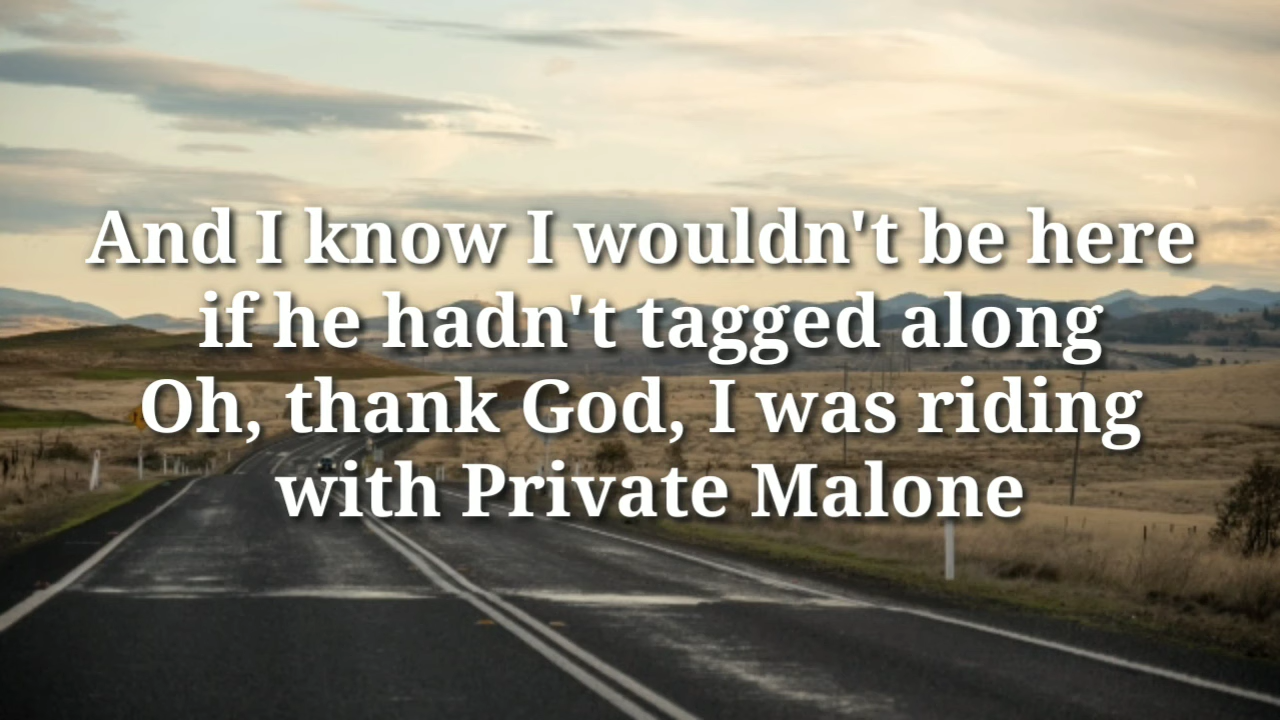 And I know I wouldn't be here
if he hadn't tagged along
Oh, thank God, I was riding
with Private Malone